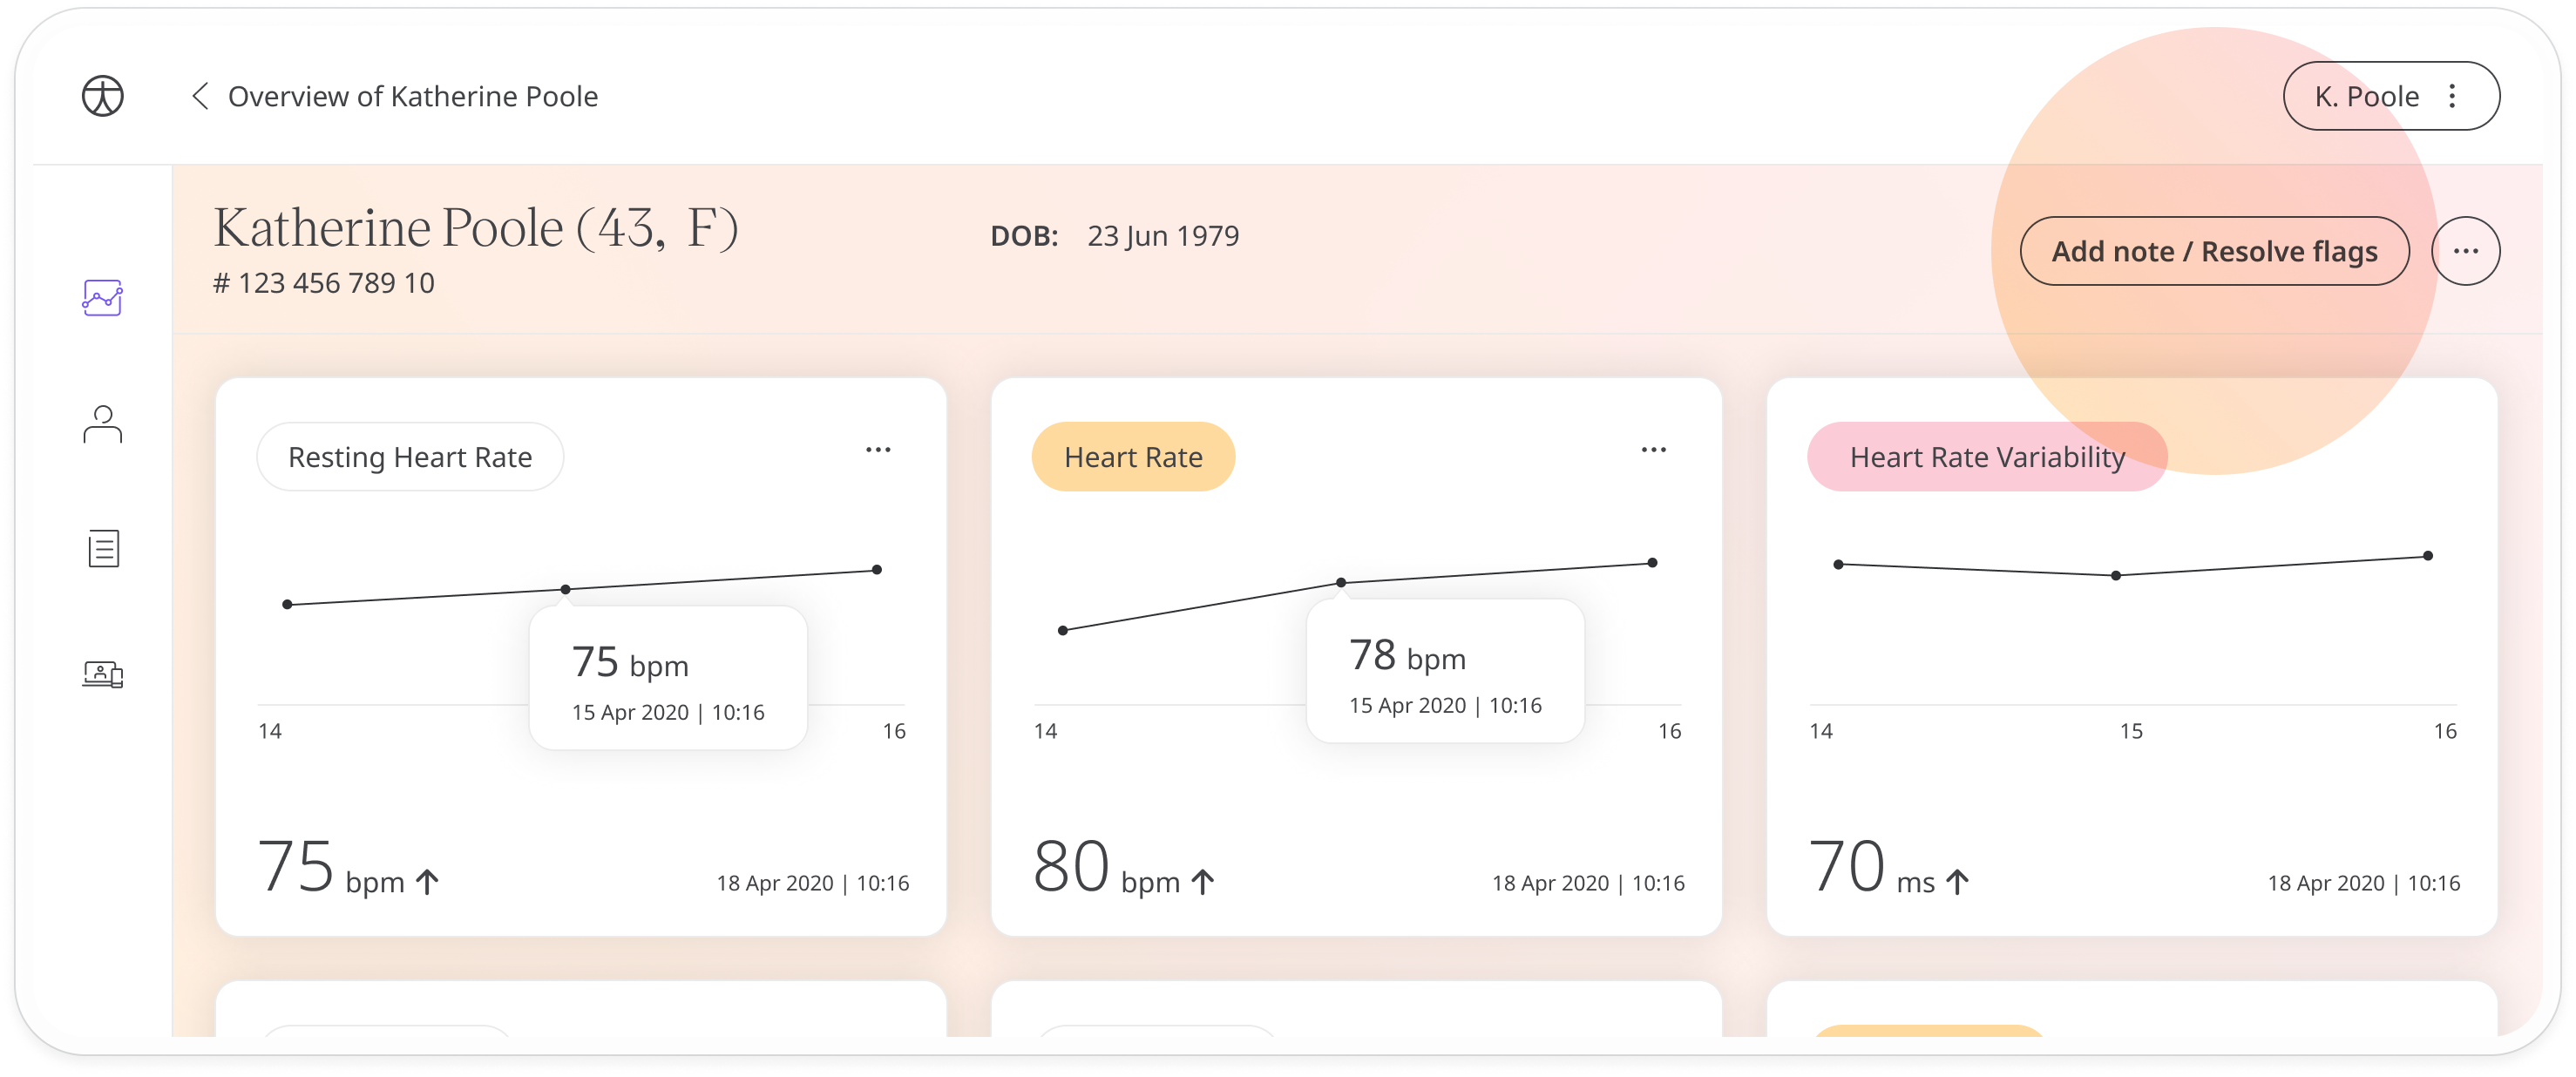 Overview of Katherine Poole
K. Poole
Katherine Poole (43, F)
# 123 456 789 10
DOB: 23 Jun 1979
Add note / Resolve flags
Resting Heart Rate
75 bpm
15 Apr 2020 | 10:16
14 16
75 bpm ↑ 18 Apr 2020 | 10:16
Heart Rate
78 bpm
15 Apr 2020 | 10:16
14 16
80 bpm ↑ 18 Apr 2020 | 10:16
Heart Rate Variability
14 15 16
70 ms ↑ 18 Apr 2020 | 10:16